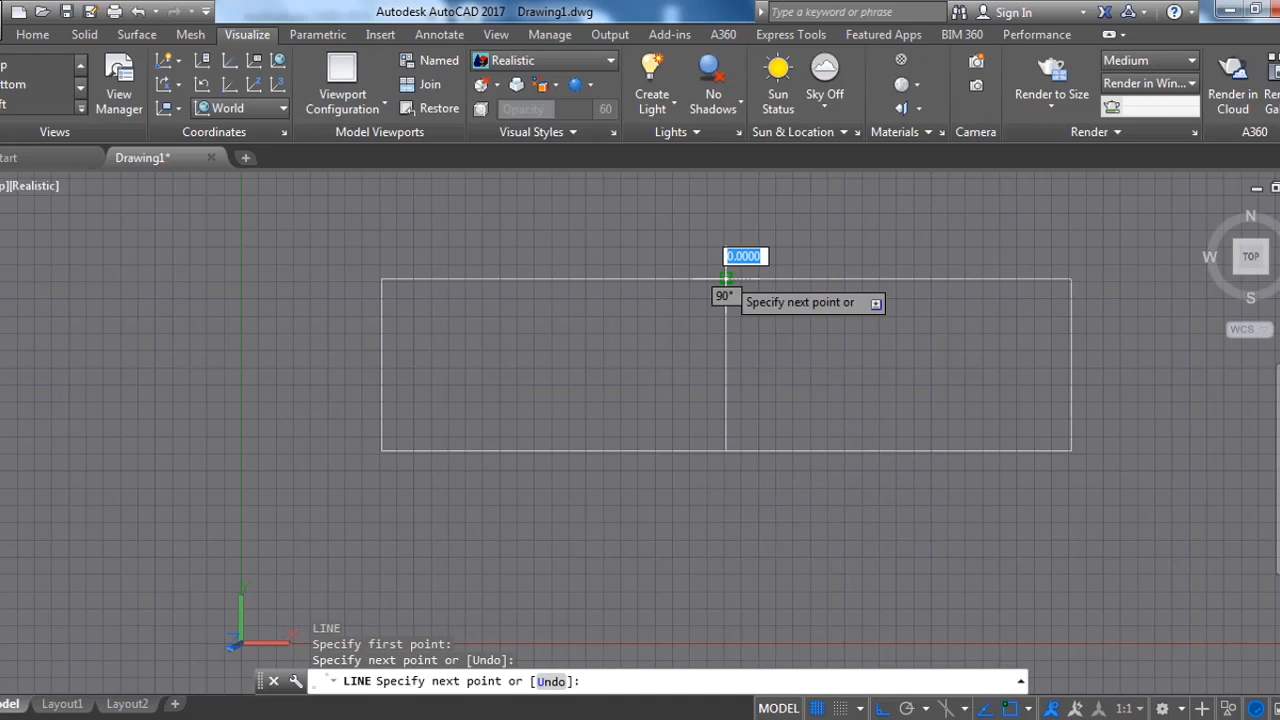 Autodesk AutoCAD 2017 Drawing1.dwg Type a keyword or phrase Sign In
Home Solid Surface Mesh Visualize Parametric Insert Annotate View Manage Output Add-ins A360 Express Tools Featured Apps BIM 360 Performance
Named Realistic Medium
View Manager World Viewport Configuration Join Restore Opacity 60 Create Light No Shadows Sun Status Sky Off Render to Size Render in Win... Render in Cloud
Views Coordinates Model Viewports Visual Styles Lights Sun & Location Materials Camera Render A360
Drawing1*
[Realistic]
N
W TOP
S
WCS
0.0000
90° Specify next point or
Y
X
Z
LINE
Specify first point:
Specify next point or [Undo]:
LINE Specify next point or [Undo]:
Layout1 Layout2 MODEL 1:1